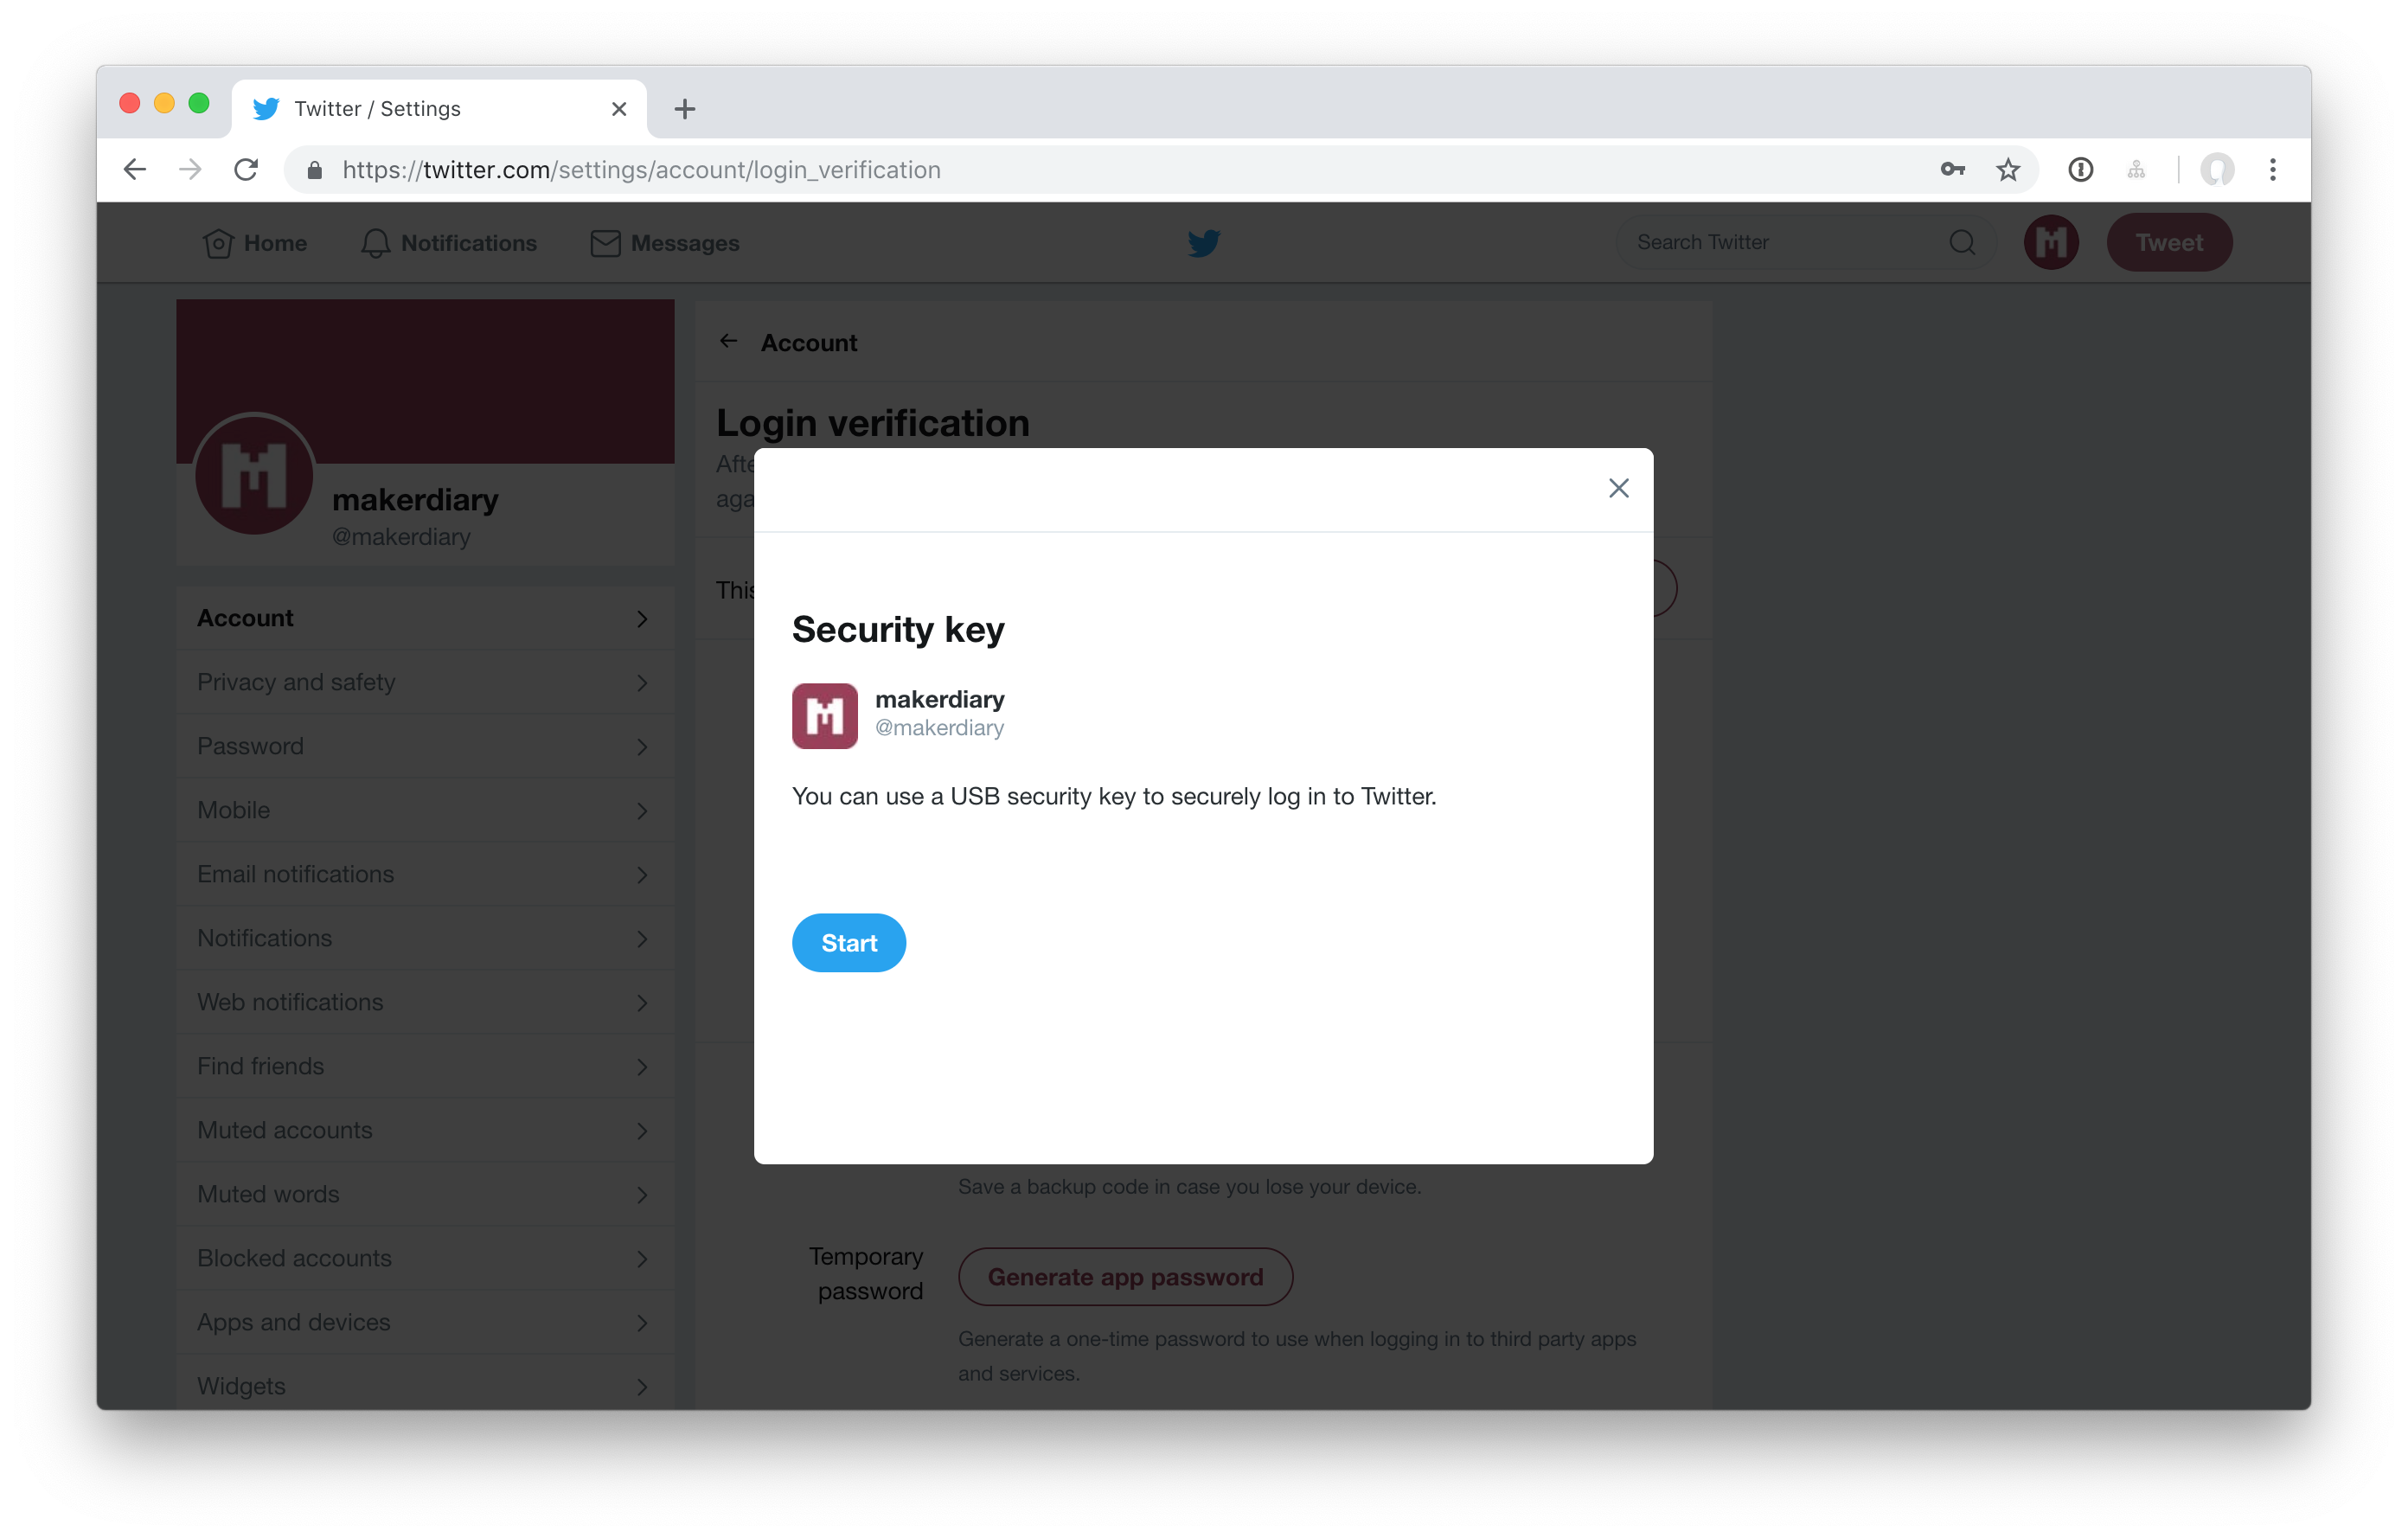 Twitter / Settings
https://twitter.com/settings/account/login_verification
Home
Notifications
Messages
Search Twitter
Tweet
makerdiary
@makerdiary
Account
Privacy and safety
Password
Mobile
Email notifications
Notifications
Web notifications
Find friends
Muted accounts
Muted words
Blocked accounts
Apps and devices
Widgets
Account
Login verification
Security key
makerdiary
@makerdiary
You can use a USB security key to securely log in to Twitter.
Start
Save a backup code in case you lose your device.
Temporary
password
Generate app password
Generate a one-time password to use when logging in to third party apps
and services.